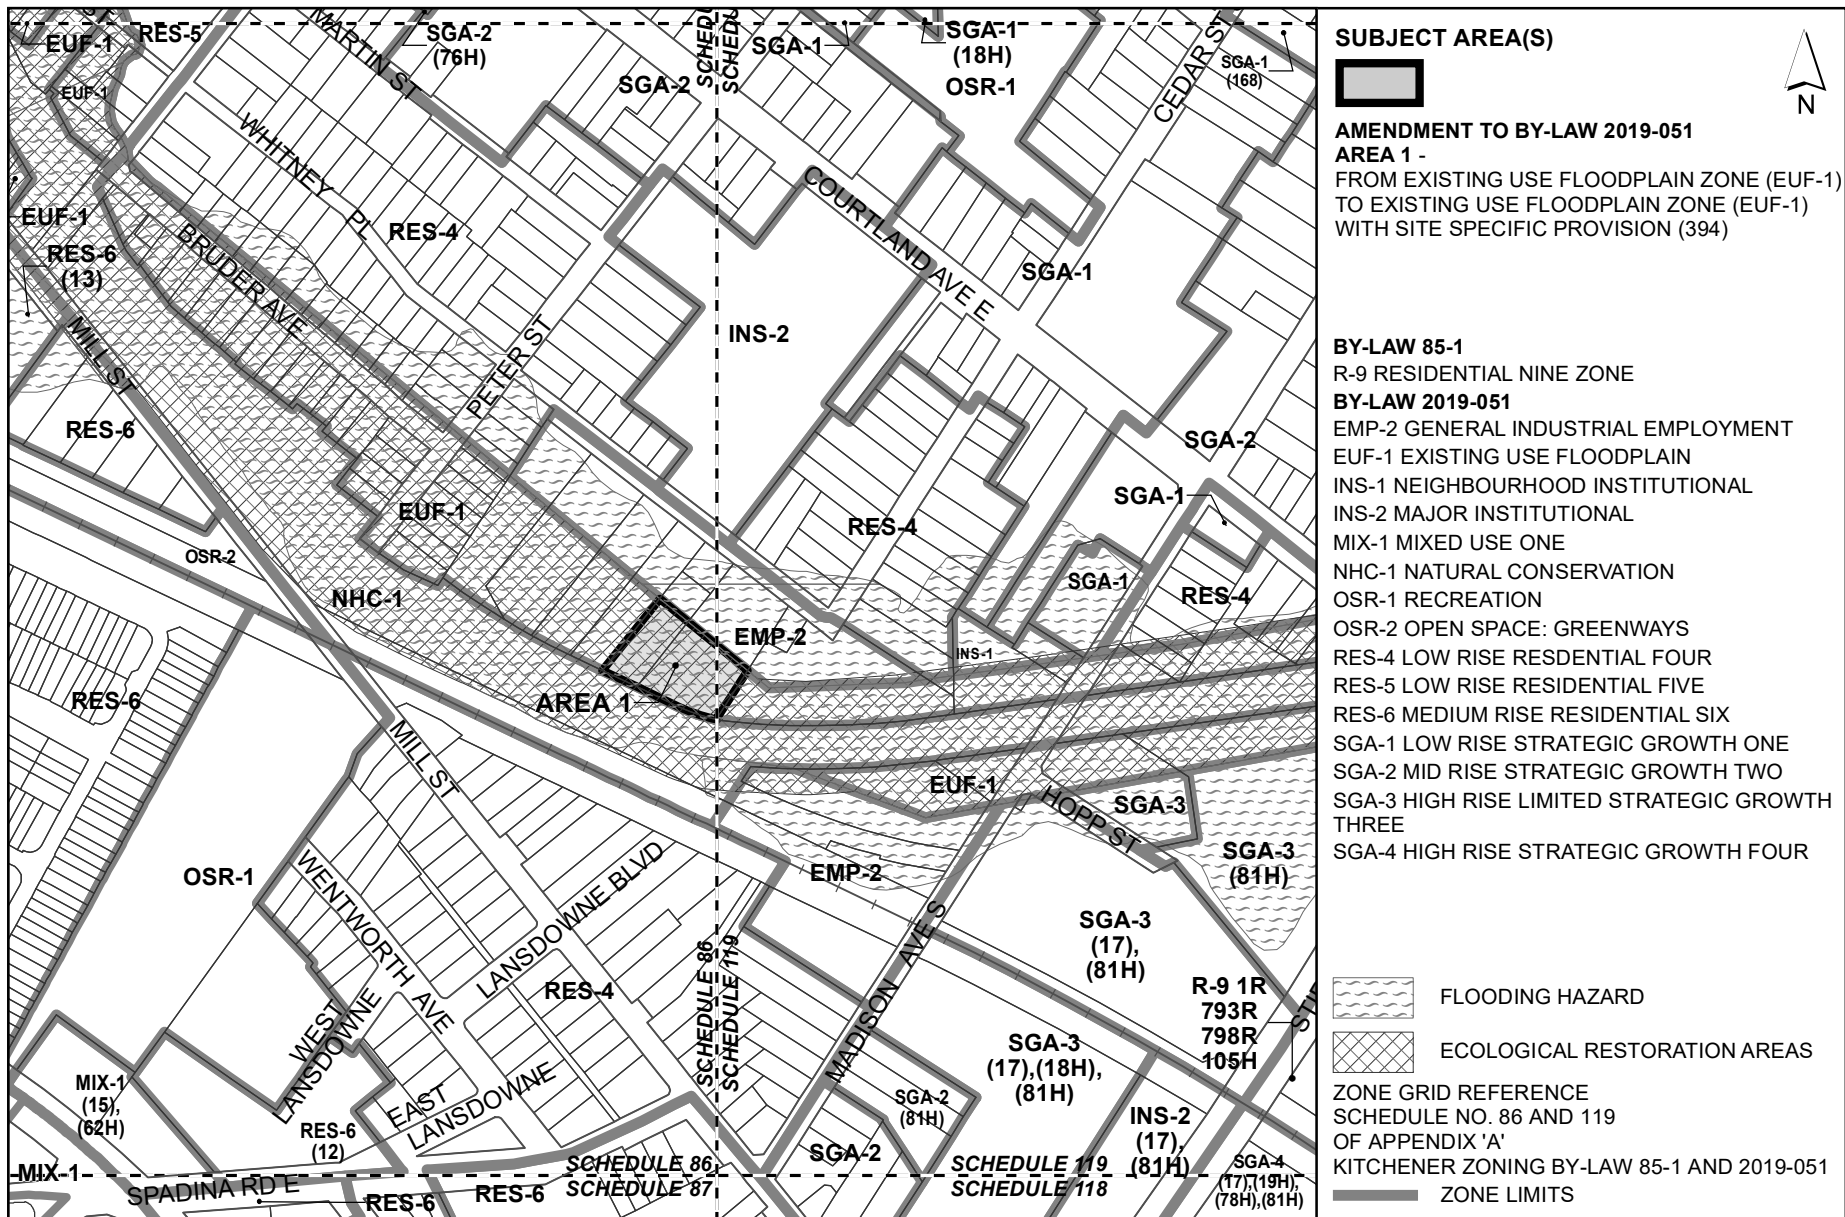 EUF-1
RES-5
MARTIN ST
SGA-2
(76H)
SGA-2
SGA-1
SGA-1
(18H)
OSR-1
CEDAR ST
SGA-1
(168)
EUF-1
WHITNEY PL
COURTLAND AVE E
EUF-1
RES-6
(13)
BRUDER AVE
RES-4
SGA-1
MILL ST
PETER ST
INS-2
RES-6
SGA-2
EUF-1
SGA-1
RES-4
OSR-2
NHC-1
SGA-1
RES-4
EMP-2
INS-1
RES-6
AREA 1
MILL ST
EUF-1
SGA-3
HOPP ST
SGA-3
(81H)
OSR-1
EMP-2
WENTWORTH AVE
LANSDOWNE BLVD
SCHEDULE 86
SCHEDULE 119
MADISON AVE S
SGA-3
(17),
(81H)
RES-4
R-9 1R
793R
798R
105H
WEST
LANSDOWNE
SGA-3
(17),(18H),
(81H)
MIX-1
(15),
(62H)
EAST
LANSDOWNE
RES-6
(12)
SGA-2
(81H)
INS-2
(17),
(81H)
SGA-2
SCHEDULE 86
SCHEDULE 87
SCHEDULE 119
SCHEDULE 118
SGA-4
(17),(19H),
(78H),(81H)
MIX-1
SPADINA RD E
RES-6
RES-6
SUBJECT AREA(S)
N
AMENDMENT TO BY-LAW 2019-051
AREA 1 -
FROM EXISTING USE FLOODPLAIN ZONE (EUF-1)
TO EXISTING USE FLOODPLAIN ZONE (EUF-1)
WITH SITE SPECIFIC PROVISION (394)
BY-LAW 85-1
R-9 RESIDENTIAL NINE ZONE
BY-LAW 2019-051
EMP-2 GENERAL INDUSTRIAL EMPLOYMENT
EUF-1 EXISTING USE FLOODPLAIN
INS-1 NEIGHBOURHOOD INSTITUTIONAL
INS-2 MAJOR INSTITUTIONAL
MIX-1 MIXED USE ONE
NHC-1 NATURAL CONSERVATION
OSR-1 RECREATION
OSR-2 OPEN SPACE: GREENWAYS
RES-4 LOW RISE RESDENTIAL FOUR
RES-5 LOW RISE RESIDENTIAL FIVE
RES-6 MEDIUM RISE RESIDENTIAL SIX
SGA-1 LOW RISE STRATEGIC GROWTH ONE
SGA-2 MID RISE STRATEGIC GROWTH TWO
SGA-3 HIGH RISE LIMITED STRATEGIC GROWTH
THREE
SGA-4 HIGH RISE STRATEGIC GROWTH FOUR
FLOODING HAZARD
ECOLOGICAL RESTORATION AREAS
ZONE GRID REFERENCE
SCHEDULE NO. 86 AND 119
OF APPENDIX 'A'
KITCHENER ZONING BY-LAW 85-1 AND 2019-051
ZONE LIMITS